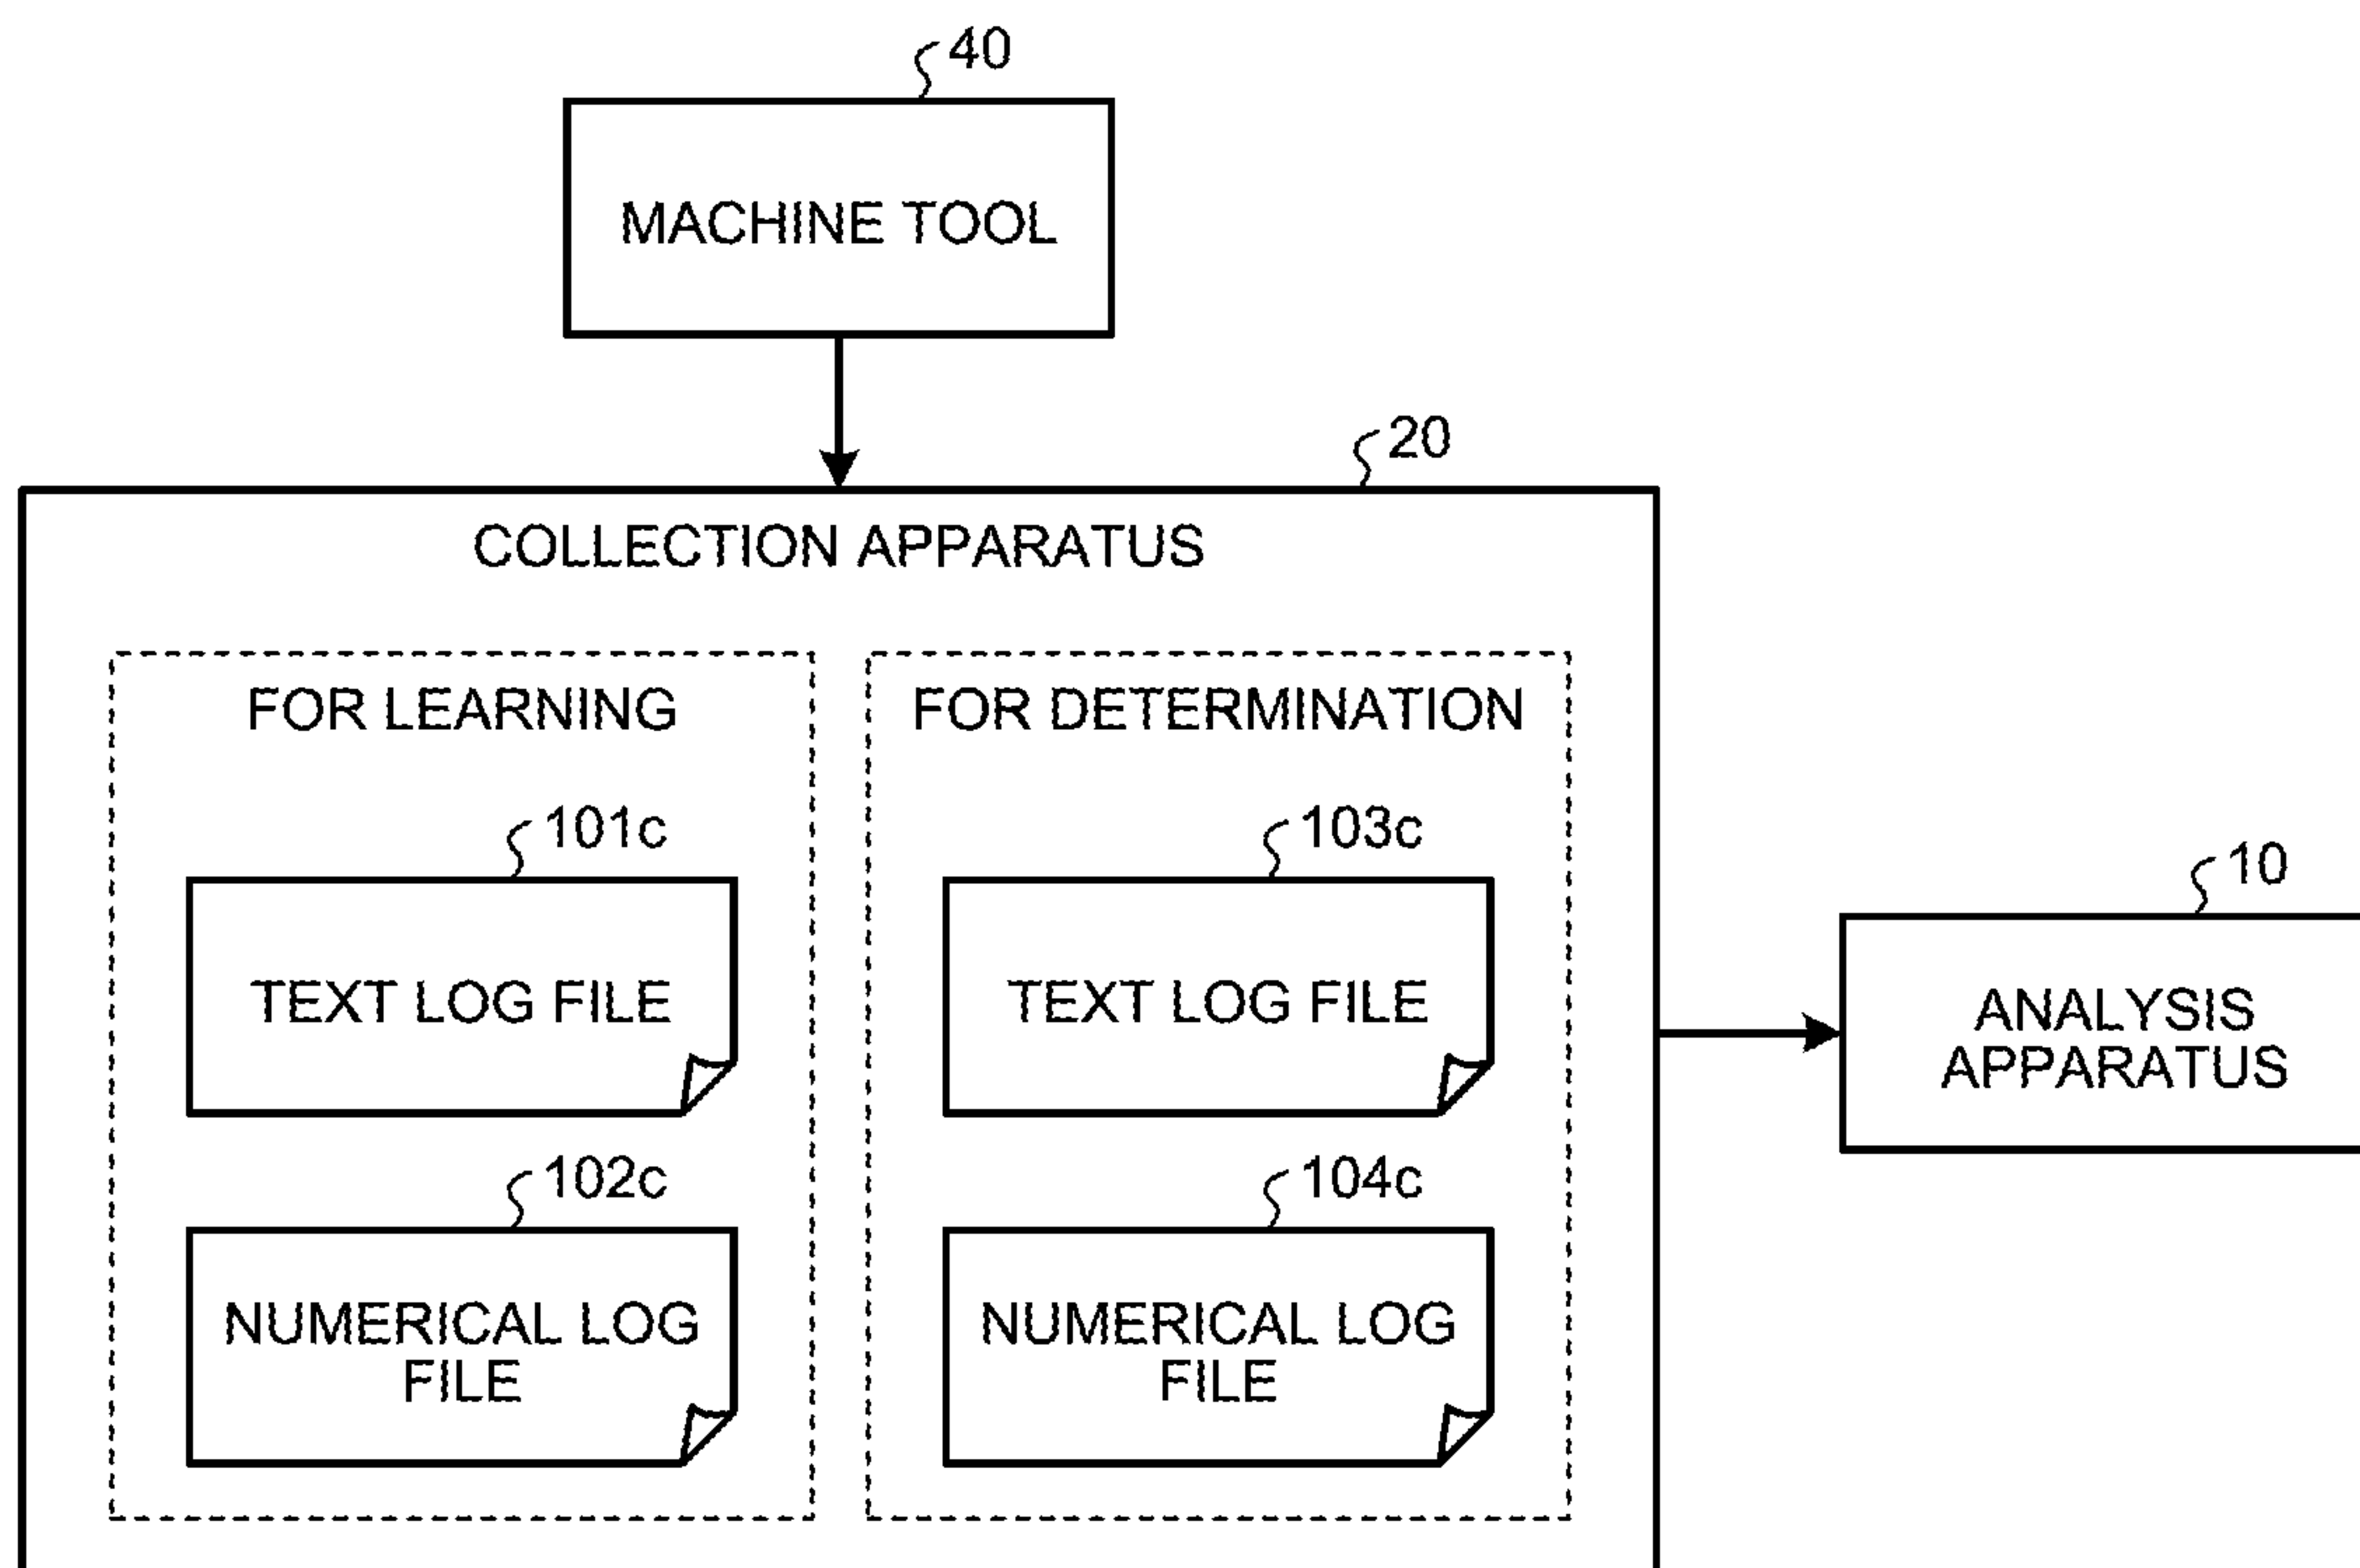 40
MACHINE TOOL
20
COLLECTION APPARATUS
FOR LEARNING
101c
TEXT LOG FILE
102c
NUMERICAL LOG
FILE
FOR DETERMINATION
103c
TEXT LOG FILE
104c
NUMERICAL LOG
FILE
10
ANALYSIS
APPARATUS